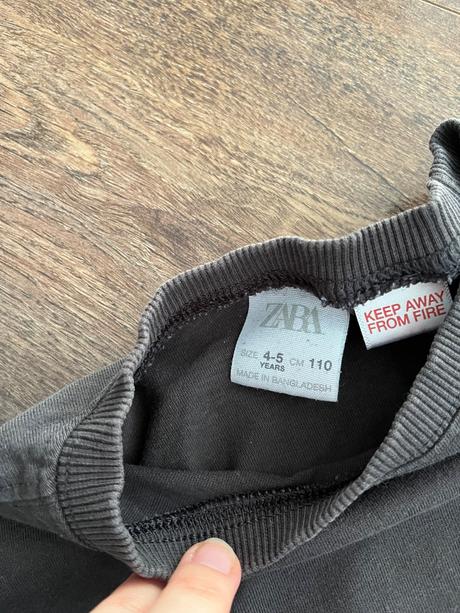 ZARA
SIZE 4-5 YEARS CM 110
MADE IN BANGLADESH
KEEP AWAY
FROM FIRE